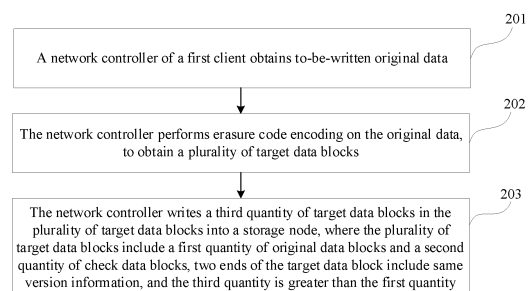 201
A network controller of a first client obtains to-be-written original data
202
The network controller performs erasure code encoding on the original data,
to obtain a plurality of target data blocks
203
The network controller writes a third quantity of target data blocks in the
plurality of target data blocks into a storage node, where the plurality of
target data blocks include a first quantity of original data blocks and a second
quantity of check data blocks, two ends of the target data block include same
version information, and the third quantity is greater than the first quantity